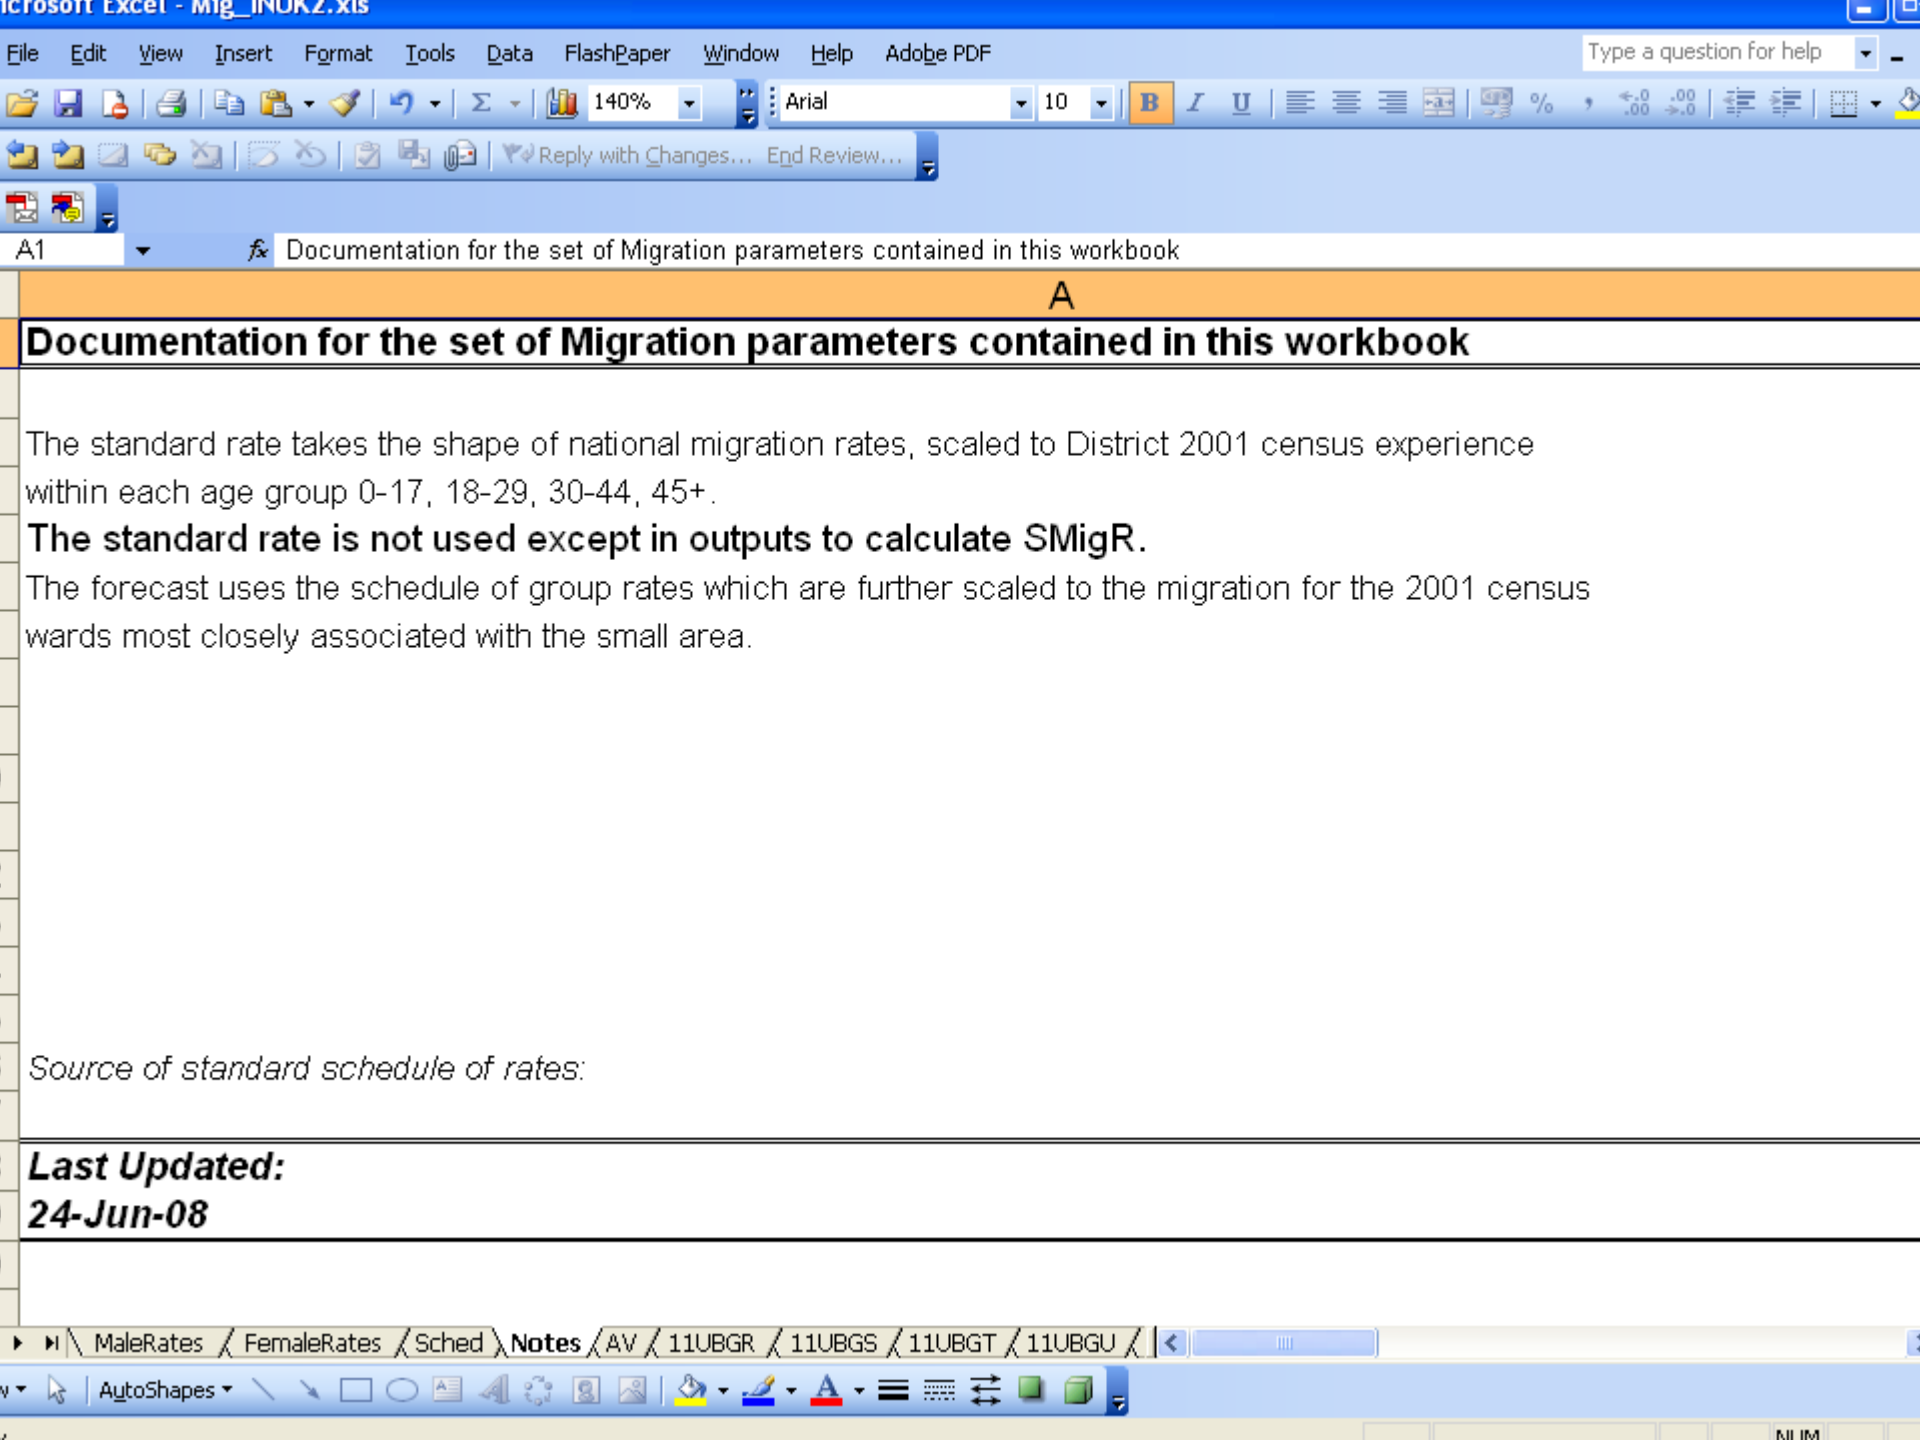 Microsoft Excel - Mig_INUK2.xls
File Edit View Insert Format Tools Data FlashPaper Window Help Adobe PDF Type a question for help
140% Arial 10 B I U
Reply with Changes... End Review...
A1 fx Documentation for the set of Migration parameters contained in this workbook
A
Documentation for the set of Migration parameters contained in this workbook
The standard rate takes the shape of national migration rates, scaled to District 2001 census experience
within each age group 0-17, 18-29, 30-44, 45+.
The standard rate is not used except in outputs to calculate SMigR.
The forecast uses the schedule of group rates which are further scaled to the migration for the 2001 census
wards most closely associated with the small area.
Source of standard schedule of rates:
Last Updated:
24-Jun-08
MaleRates FemaleRates Sched Notes AV 11UBGR 11UBGS 11UBGT 11UBGU
AutoShapes
NUM